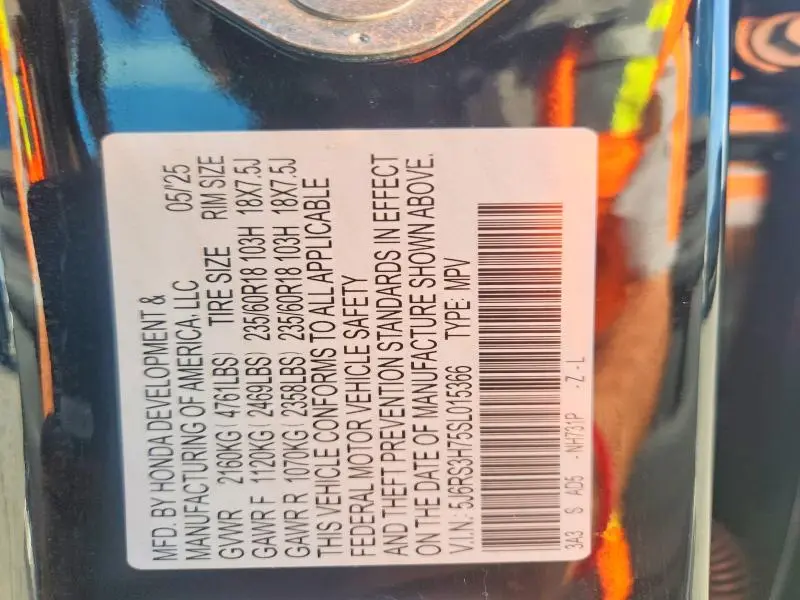 MFD. BY HONDA DEVELOPMENT &
MANUFACTURING OF AMERICA, LLC 05/'25
GVWR 2160KG ( 4761LBS) TIRE SIZE RIM SIZE
GAWR F 1120KG ( 2469LBS) 235/60R18 103H 18X7.5J
GAWR R 1070KG ( 2358LBS) 235/60R18 103H 18X7.5J
THIS VEHICLE CONFORMS TO ALL APPLICABLE
FEDERAL MOTOR VEHICLE SAFETY
AND THEFT PREVENTION STANDARDS IN EFFECT
ON THE DATE OF MANUFACTURE SHOWN ABOVE.
V.I.N: 5J6RS3H75SL015366 TYPE: MPV
3A3 S AD5 - NH731P - Z - L